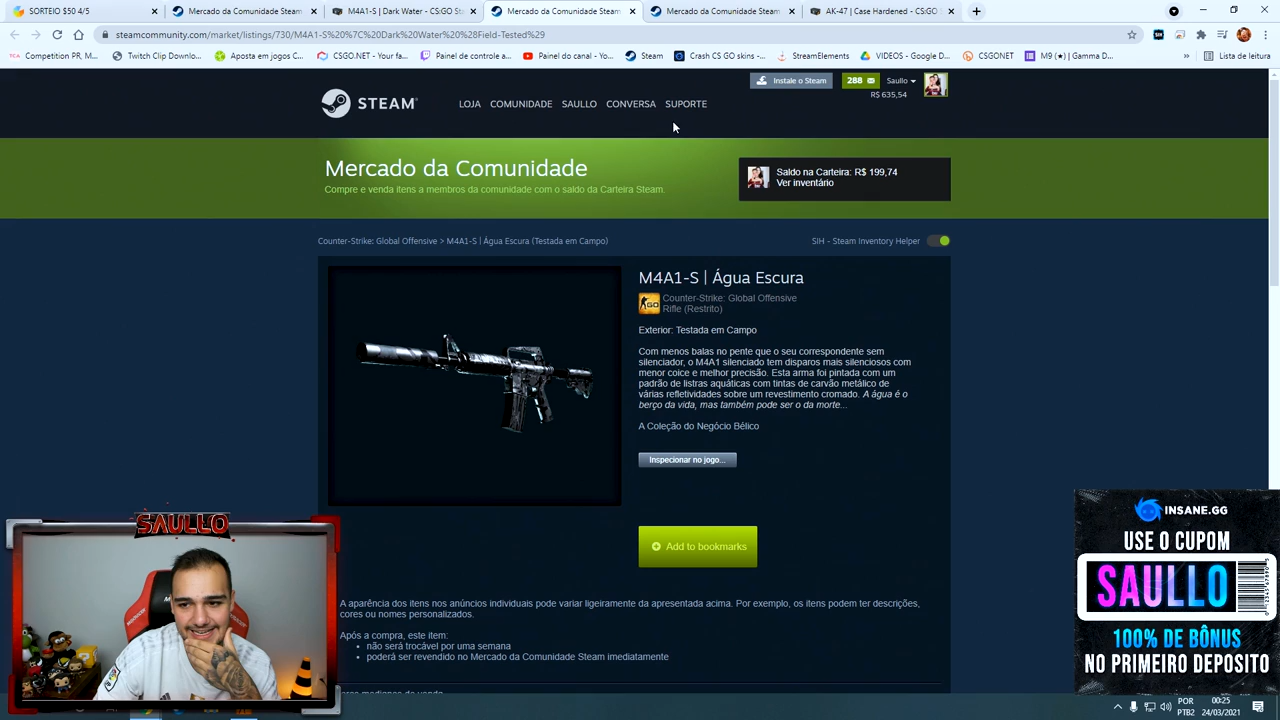 SORTEIO | $50 4/5
Mercado da Comunidade Steam ::
M4A1-S | Água Escura (Testada em
Mercado da Comunidade Steam ::
Mercado da Comunidade Steam ::
AK-47 | Case Hardened - CS:GO
steamcommunity.com/market/listings/730/M4A1-S%20%7C%20Dark%20Water%20%28Field-Tested%29
Competition PR, M...
Twitch Clip Downlo...
Aposta em jogos C...
CSGO.NET - Your fa...
Painel do canal - Yo...
Painel do canal - Yo...
Steam
Crash CS GO skins -...
StreamElements
VIDEOS - Google D...
CSGONET
M9 (★) | Gamma D...
Lista de leitura
Instale o Steam
288
Saullo
R$ 635,54
STEAM
LOJA COMUNIDADE SAULLO CONVERSA SUPORTE
Mercado da Comunidade
Compre e venda itens a membros da comunidade com o saldo da Carteira Steam.
Saldo na Carteira: R$ 199,74
Ver inventário
Counter-Strike: Global Offensive > M4A1-S | Água Escura (Testada em Campo)
SIH - Steam Inventory Helper
M4A1-S | Água Escura
Counter-Strike: Global Offensive
Rifle (Restrito)
Exterior: Testada em Campo
Com menos balas no pente que o seu correspondente sem
silenciador, o M4A1 silenciado tem disparos mais silenciosos com
menor coice e melhor precisão. Esta arma foi pintada com um
padrão de listras aquáticas com tintas de carvão metálico de
várias refletividades sobre um revestimento cromado. A água é o
berço da vida, mas também pode ser o da morte...
A Coleção do Negócio Bélico
Inspecionar no jogo...
Add to bookmarks
A aparência dos itens nos anúncios individuais pode variar ligeiramente da apresentada acima. Por exemplo, os itens podem ter descrições,
cores ou nomes personalizados.
Após a compra, este item:
• não será trocável por uma semana
• poderá ser revendido no Mercado da Comunidade Steam imediatamente
SAULLO
INSANE.GG
USE O CUPOM
SAULLO
100% DE BÔNUS
NO PRIMEIRO DEPOSITO
POR
PTB2
00:25
24/03/2021